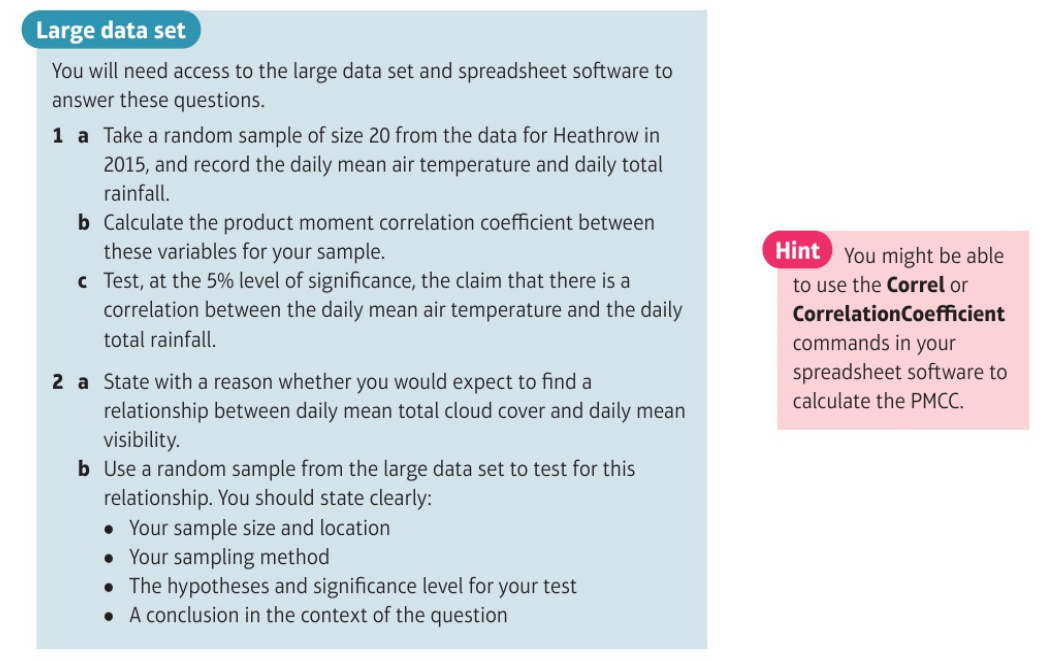 Large data set
You will need access to the large data set and spreadsheet software to
answer these questions.
1 a Take a random sample of size 20 from the data for Heathrow in
2015, and record the daily mean air temperature and daily total
rainfall.
b Calculate the product moment correlation coefficient between
these variables for your sample.
c Test, at the 5% level of significance, the claim that there is a
correlation between the daily mean air temperature and the daily
total rainfall.
2 a State with a reason whether you would expect to find a
relationship between daily mean total cloud cover and daily mean
visibility.
b Use a random sample from the large data set to test for this
relationship. You should state clearly:
• Your sample size and location
• Your sampling method
• The hypotheses and significance level for your test
• A conclusion in the context of the question
Hint You might be able
to use the Correl or
CorrelationCoefficient
commands in your
spreadsheet software to
calculate the PMCC.